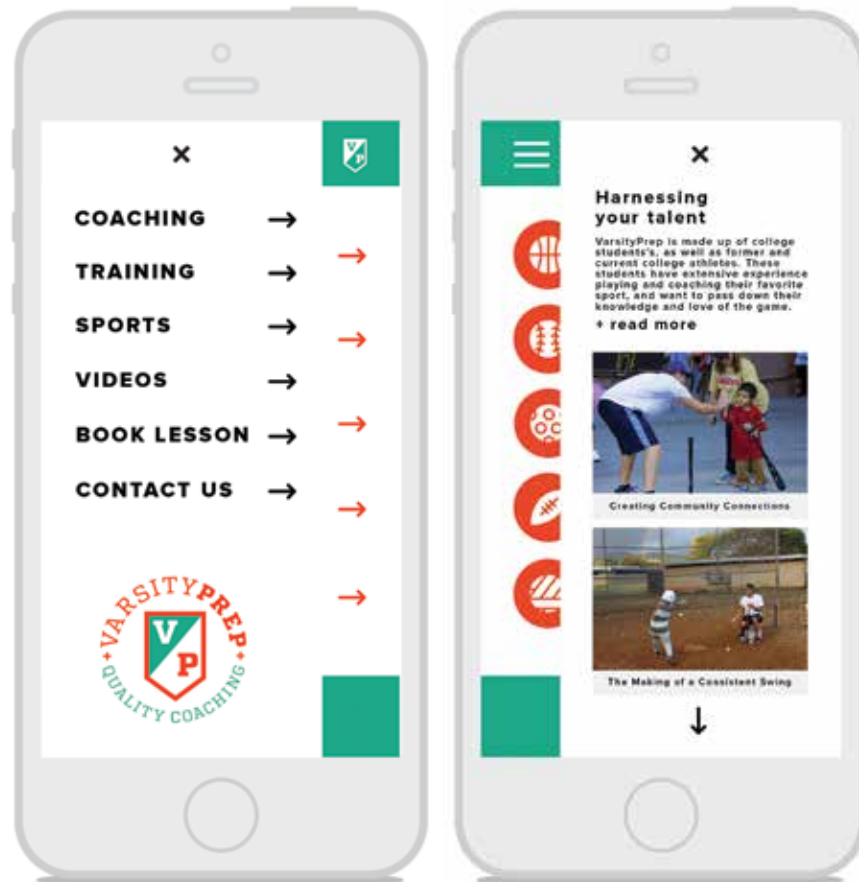 V
P
COACHING
TRAINING
SPORTS
VIDEOS
BOOK LESSON
CONTACT US
VARSITYPREP
V
P
QUALITY COACHING
Harnessing
your talent
VarsityPrep is made up of college
students's, as well as former and
current college athletes. These
students have extensive experience
playing and coaching their favorite
sport, and want to pass down their
knowledge and love of the game.
+ read more
Creating Community Connections
The Making of a Consistent Swing